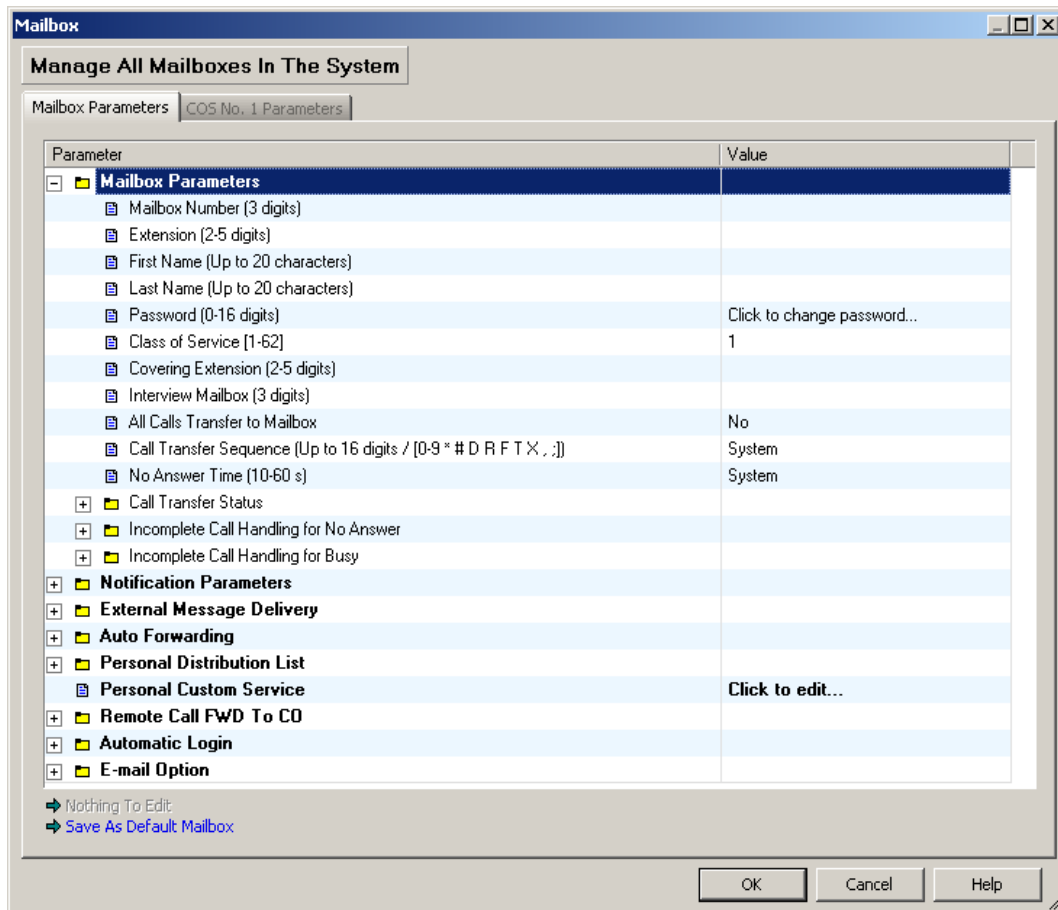 Mailbox
Manage All Mailboxes In The System
Mailbox Parameters COS No. 1 Parameters
Parameter Value
Mailbox Parameters
Mailbox Number (3 digits)
Extension (2-5 digits)
First Name (Up to 20 characters)
Last Name (Up to 20 characters)
Password (0-16 digits) Click to change password...
Class of Service [1-62] 1
Covering Extension (2-5 digits)
Interview Mailbox (3 digits)
All Calls Transfer to Mailbox No
Call Transfer Sequence (Up to 16 digits / [0-9 * # D R F T X , ;]) System
No Answer Time (10-60 s) System
Call Transfer Status
Incomplete Call Handling for No Answer
Incomplete Call Handling for Busy
Notification Parameters
External Message Delivery
Auto Forwarding
Personal Distribution List
Personal Custom Service Click to edit...
Remote Call FWD To CO
Automatic Login
E-mail Option
Nothing To Edit
Save As Default Mailbox
OK Cancel Help